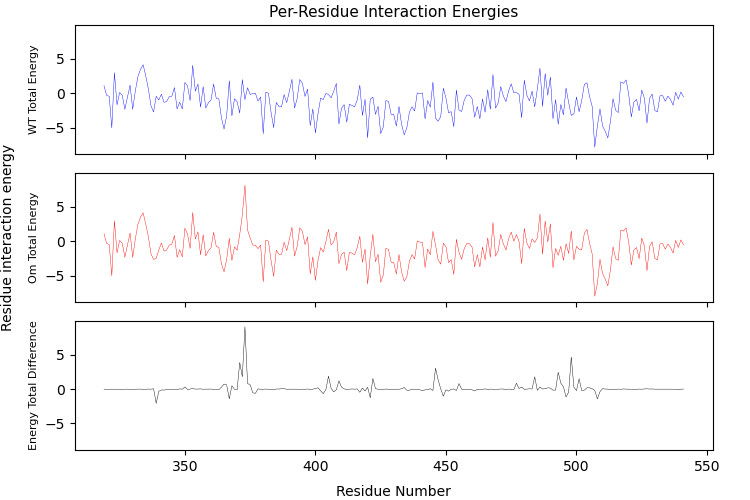 Per-Residue Interaction Energies
Residue interaction energy
WT Total Energy
5
0
−5
Om Total Energy
5
0
−5
Energy Total Difference
5
0
−5
350 400 450 500 550
Residue Number